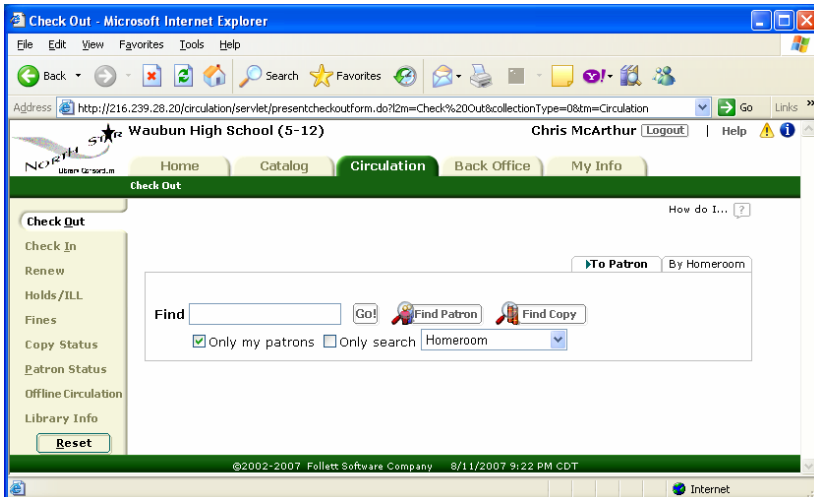 Check Out - Microsoft Internet Explorer
File Edit View Favorites Tools Help
Back Search Favorites
Address http://216.239.28.20/circulation/servlet/presentcheckoutform.do?l2m=Check%20Out&collectionType=0&tm=Circulation Go Links »
NORTH STAR Waubun High School (5-12) Chris McArthur Logout | Help
Library Consortium
Home Catalog Circulation Back Office My Info
Check Out
How do I... ?
Check Out
Check In
Renew
Holds/ILL
Fines
Copy Status
Patron Status
Offline Circulation
Library Info
Reset
To Patron By Homeroom
Find Go! Find Patron Find Copy
Only my patrons Only search Homeroom
©2002-2007 Follett Software Company 8/11/2007 9:22 PM CDT
Internet